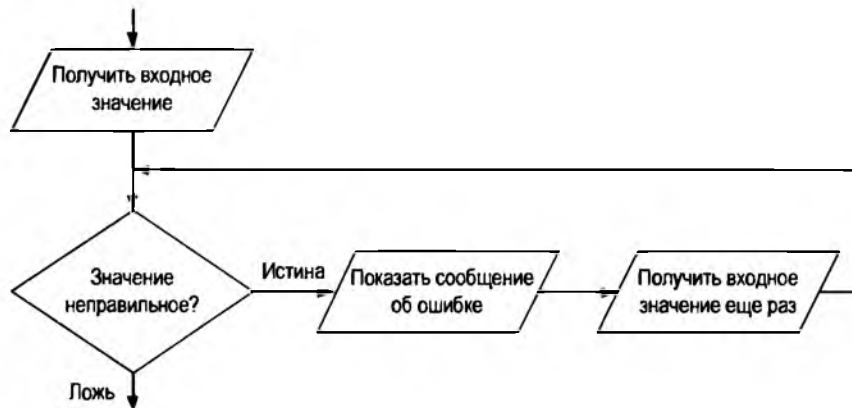 Получить входное
значение
Значение
неправильное?
Истина
Показать сообщение
об ошибке
Получить входное
значение еще раз
Ложь